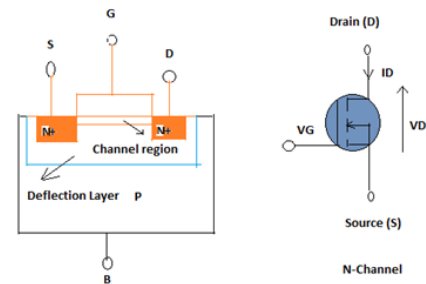 G
S
D
N+
N+
Channel region
Deflection Layer P
B
Drain (D)
ID
VG
VD
Source (S)
N-Channel